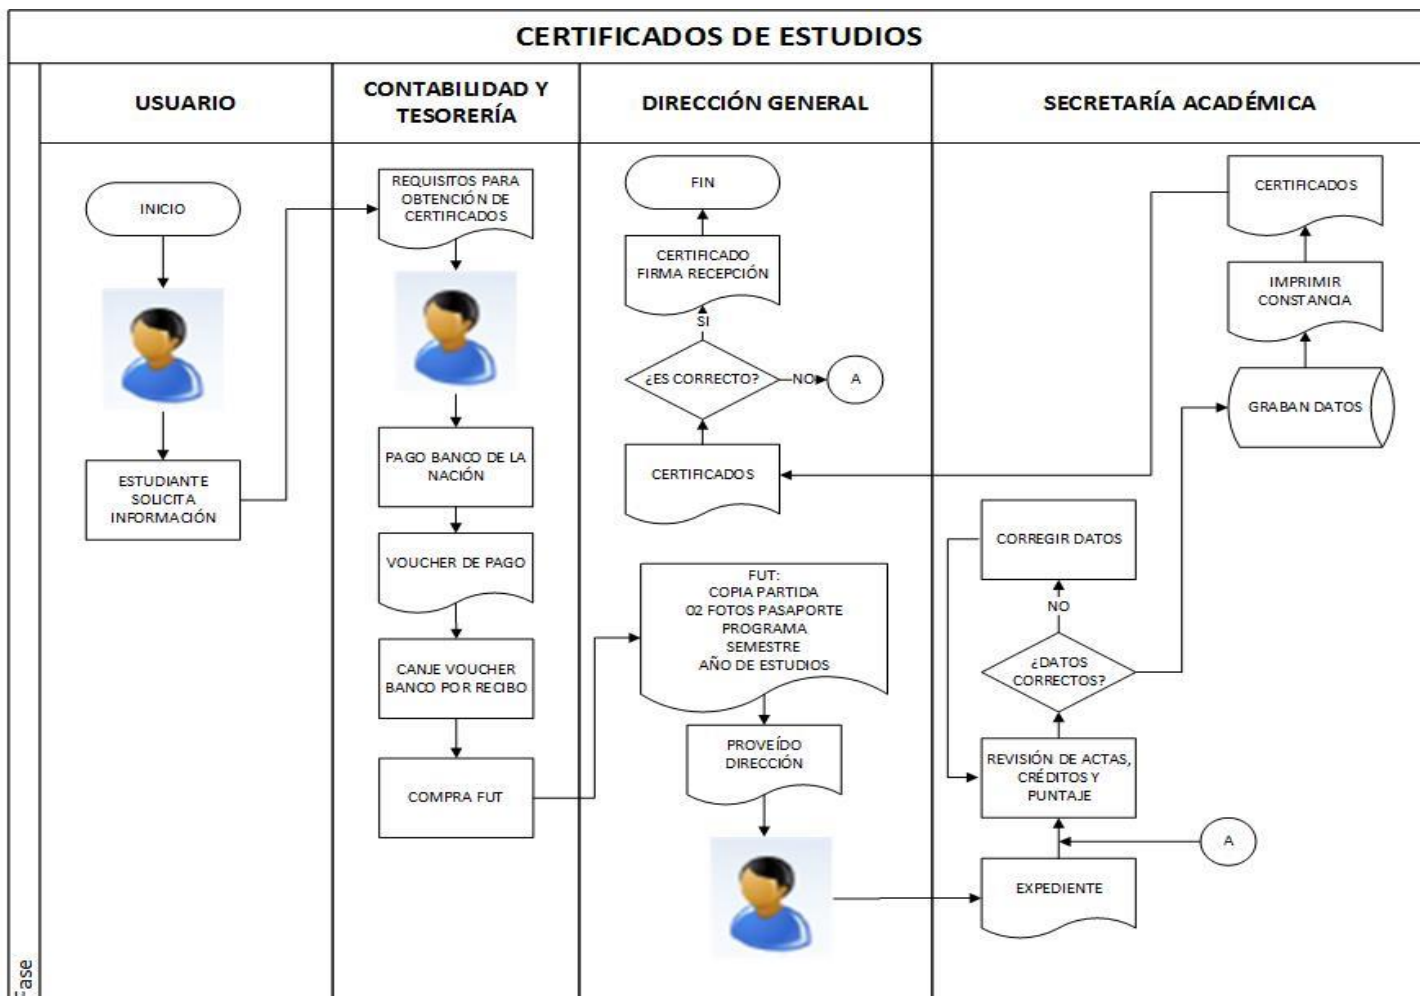 CERTIFICADOS DE ESTUDIOS
USUARIO
CONTABILIDAD Y
TESORERÍA
DIRECCIÓN GENERAL
SECRETARÍA ACADÉMICA
INICIO
ESTUDIANTE
SOLICITA
INFORMACIÓN
REQUISITOS PARA
OBTENCIÓN DE
CERTIFICADOS
PAGO BANCO DE LA
NACIÓN
VOUCHER DE PAGO
CANJE VOUCHER
BANCO POR RECIBO
COMPRA FUT
FIN
CERTIFICADO
FIRMA RECEPCIÓN
SI
¿ES CORRECTO?
NO
A
CERTIFICADOS
FUT:
COPIA PARTIDA
02 FOTOS PASAPORTE
PROGRAMA
SEMESTRE
AÑO DE ESTUDIOS
PROVEÍDO
DIRECCIÓN
CERTIFICADOS
IMPRIMIR
CONSTANCIA
GRABAN DATOS
CORREGIR DATOS
NO
¿DATOS
CORRECTOS?
REVISIÓN DE ACTAS,
CRÉDITOS Y
PUNTAJE
A
EXPEDIENTE
Fase